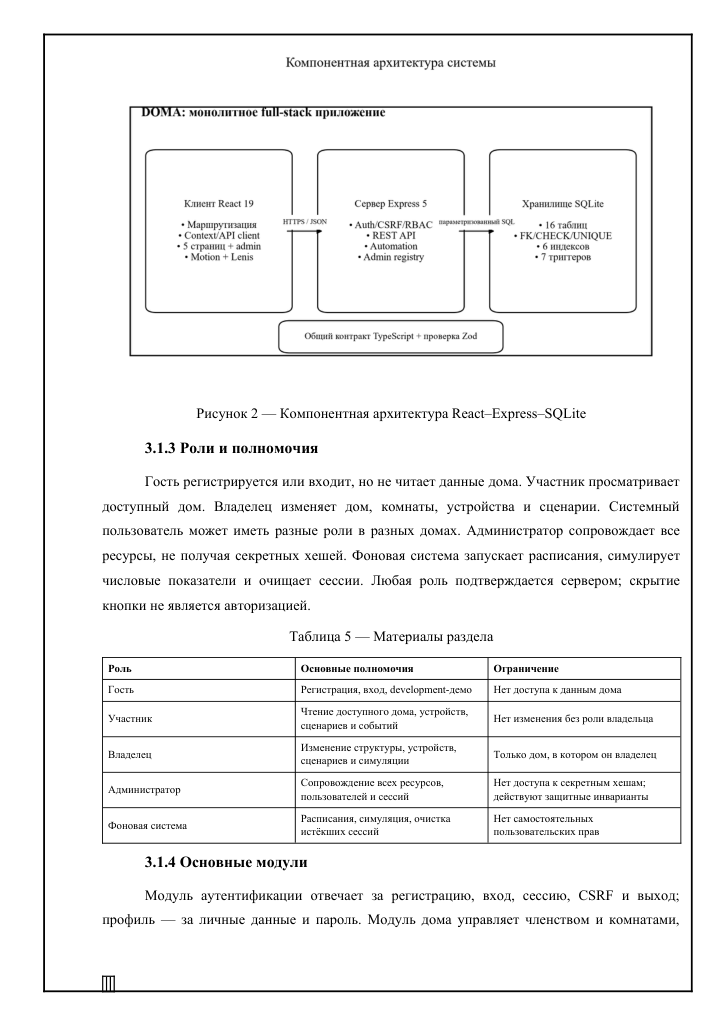 Компонентная архитектура системы
DOMA: монолитное full-stack приложение
Клиент React 19
• Маршрутизация
• Context/API client
• 5 страниц + admin
• Motion + Lenis
HTTPS / JSON
Сервер Express 5
• Auth/CSRF/RBAC
• REST API
• Automation
• Admin registry
параметризованный SQL
Хранилище SQLite
• 16 таблиц
• FK/CHECK/UNIQUE
• 6 индексов
• 7 триггеров
Общий контракт TypeScript + проверка Zod
Рисунок 2 — Компонентная архитектура React–Express–SQLite
3.1.3 Роли и полномочия
Гость регистрируется или входит, но не читает данные дома. Участник просматривает
доступный дом. Владелец изменяет дом, комнаты, устройства и сценарии. Системный
пользователь может иметь разные роли в разных домах. Администратор сопровождает все
ресурсы, не получая секретных хешей. Фоновая система запускает расписания, симулирует
числовые показатели и очищает сессии. Любая роль подтверждается сервером; скрытие
кнопки не является авторизацией.
Таблица 5 — Материалы раздела
Роль Основные полномочия Ограничение
Гость Регистрация, вход, development-демо Нет доступа к данным дома
Участник Чтение доступного дома, устройств,
сценариев и событий Нет изменения без роли владельца
Владелец Изменение структуры, устройств,
сценариев и симуляции Только дом, в котором он владелец
Администратор Сопровождение всех ресурсов,
пользователей и сессий Нет доступа к секретным хешам;
действуют защитные инварианты
Фоновая система Расписания, симуляция, очистка
истёкших сессий Нет самостоятельных
пользовательских прав
3.1.4 Основные модули
Модуль аутентификации отвечает за регистрацию, вход, сессию, CSRF и выход;
профиль — за личные данные и пароль. Модуль дома управляет членством и комнатами,